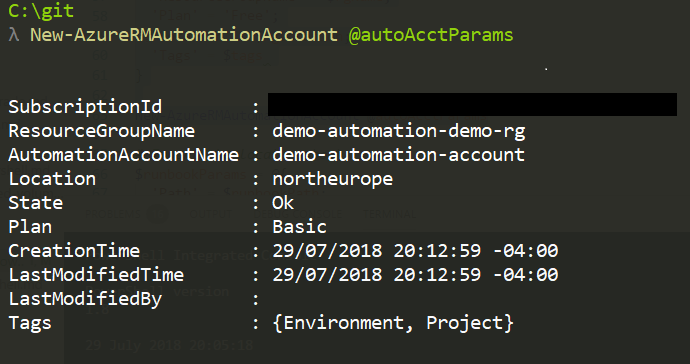 C:\git
λ New-AzureRMAutomationAccount @autoAcctParams
SubscriptionId :
ResourceGroupName : demo-automation-demo-rg
AutomationAccountName : demo-automation-account
Location : northeurope
State : Ok
Plan : Basic
CreationTime : 29/07/2018 20:12:59 -04:00
LastModifiedTime : 29/07/2018 20:12:59 -04:00
LastModifiedBy :
Tags : {Environment, Project}